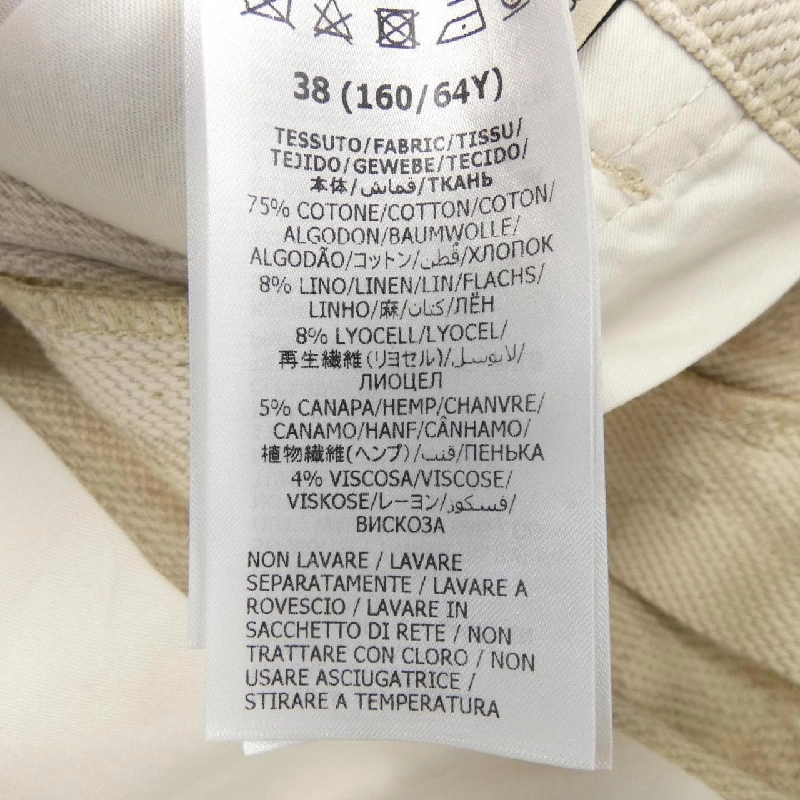 38 (160/64Y)
TESSUTO/FABRIC/TISSU/
TEJIDO/GEWEBE/TECIDO/
本体/قماش/ТКАНЬ
75% COTONE/COTTON/COTON/
ALGODON/BAUMWOLLE/
ALGODÃO/コットン/قطن/ХЛОПОК
8% LINO/LINEN/LIN/FLACHS/
LINHO/麻/كتان/ЛЁН
8% LYOCELL/LYOCEL/
再生繊維(リヨセル)/لايوسل/
ЛИОЦЕЛ
5% CANAPA/HEMP/CHANVRE/
CANAMO/HANF/CÂNHAMO/
植物繊維(ヘンプ)/قنب/ПЕНЬКА
4% VISCOSA/VISCOSE/
VISKOSE/レーヨン/فسكوز/
ВИСКОЗА
NON LAVARE / LAVARE
SEPARATAMENTE / LAVARE A
ROVESCIO / LAVARE IN
SACCHETTO DI RETE / NON
TRATTARE CON CLORO / NON
USARE ASCIUGATRICE /
STIRARE A TEMPERATURA